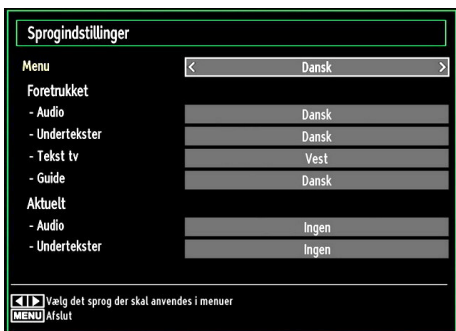 Sprogindstillinger
Menu < Dansk >
Foretrukket
- Audio Dansk
- Undertekster Dansk
- Tekst tv Vest
- Guide Dansk
Aktuelt
- Audio Ingen
- Undertekster Ingen
Vælg det sprog der skal anvendes i menuer
MENU Afslut